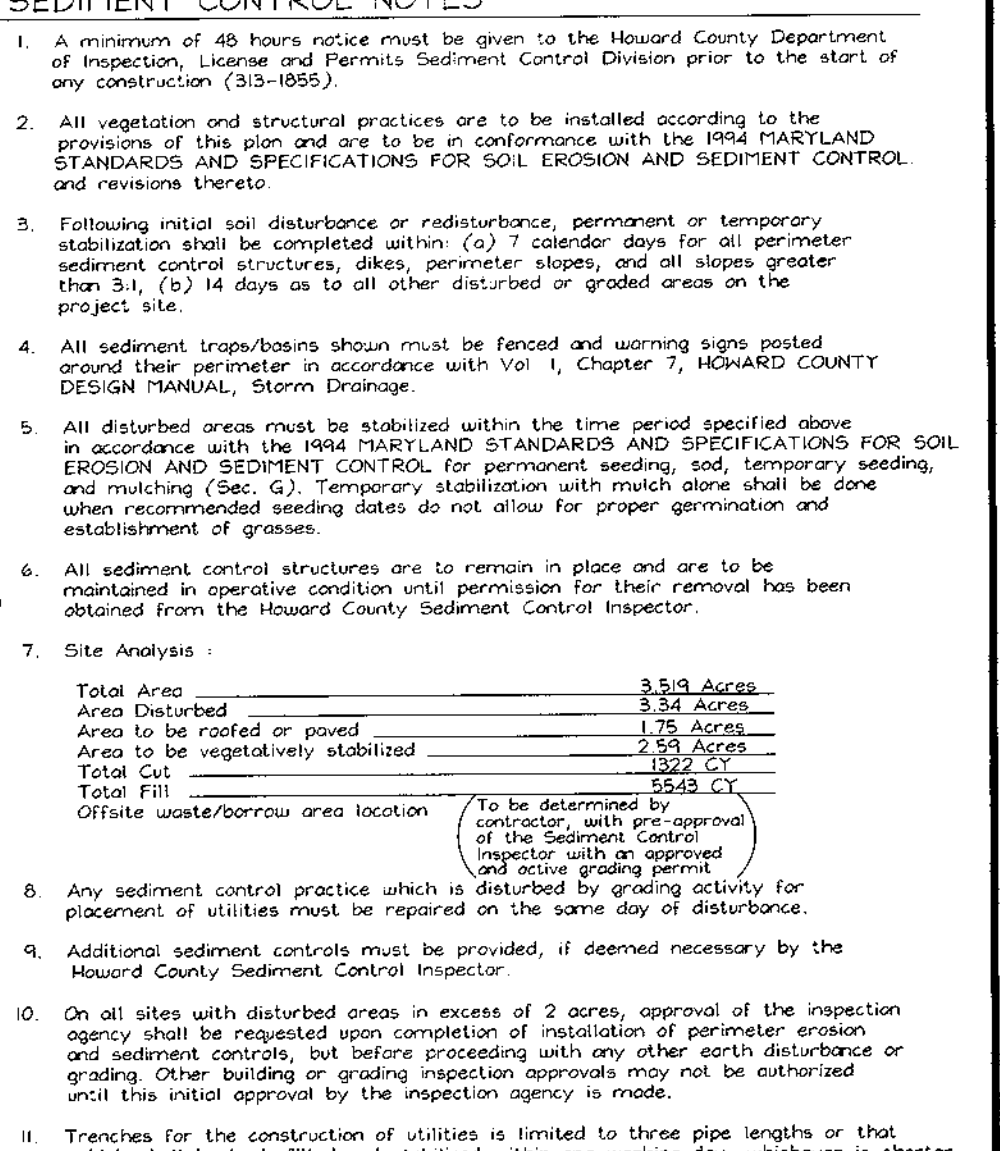 SEDIMENT CONTROL NOTES
1. A minimum of 48 hours notice must be given to the Howard County Department
of Inspection, License and Permits Sediment Control Division prior to the start of
any construction (313-1855).
2. All vegetation and structural practices are to be installed according to the
provisions of this plan and are to be in conformance with the 1994 MARTYLAND
STANDARDS AND SPECIFICATIONS FOR SOIL EROSION AND SEDIMENT CONTROL.
and revisions thereto.
3. Following initial soil disturbance or redisturbance, permanent or temporary
stabilization shall be completed within: (a) 7 calendar days for all perimeter
sediment control structures, dikes, perimeter slopes, and all slopes greater
than 3:1, (b) 14 days as to all other disturbed or graded areas on the
project site.
4. All sediment traps/basins shown must be fenced and warning signs posted
around their perimeter in accordance with Vol 1, Chapter 7, HOWARD COUNTY
DESIGN MANUAL, Storm Drainage.
5. All disturbed areas must be stabilized within the time period specified above
in accordance with the 1994 MARYLAND STANDARDS AND SPECIFICATIONS FOR SOIL
EROSION AND SEDIMENT CONTROL for permanent seeding, sod, temporary seeding,
and mulching (Sec. G). Temporary stabilization with mulch alone shall be done
when recommended seeding dates do not allow for proper germination and
establishment of grasses.
6. All sediment control structures are to remain in place and are to be
maintained in operative condition until permission for their removal has been
obtained from the Howard County Sediment Control Inspector.
7. Site Analysis :
Total Area 3.519 Acres
Area Disturbed 3.34 Acres
Area to be roofed or paved 1.75 Acres
Area to be vegetatively stabilized 2.59 Acres
Total Cut 1322 CY
Total Fill 5543 CY
Offsite waste/borrow area location (To be determined by
contractor, with pre-approval
of the Sediment Control
Inspector with an approved
and active grading permit)
8. Any sediment control practice which is disturbed by grading activity for
placement of utilities must be repaired on the same day of disturbance.
9. Additional sediment controls must be provided, if deemed necessary by the
Howard County Sediment Control Inspector.
10. On all sites with disturbed areas in excess of 2 acres, approval of the inspection
agency shall be requested upon completion of installation of perimeter erosion
and sediment controls, but before proceeding with any other earth disturbance or
grading. Other building or grading inspection approvals may not be authorized
until this initial approval by the inspection agency is made.
11. Trenches for the construction of utilities is limited to three pipe lengths or that